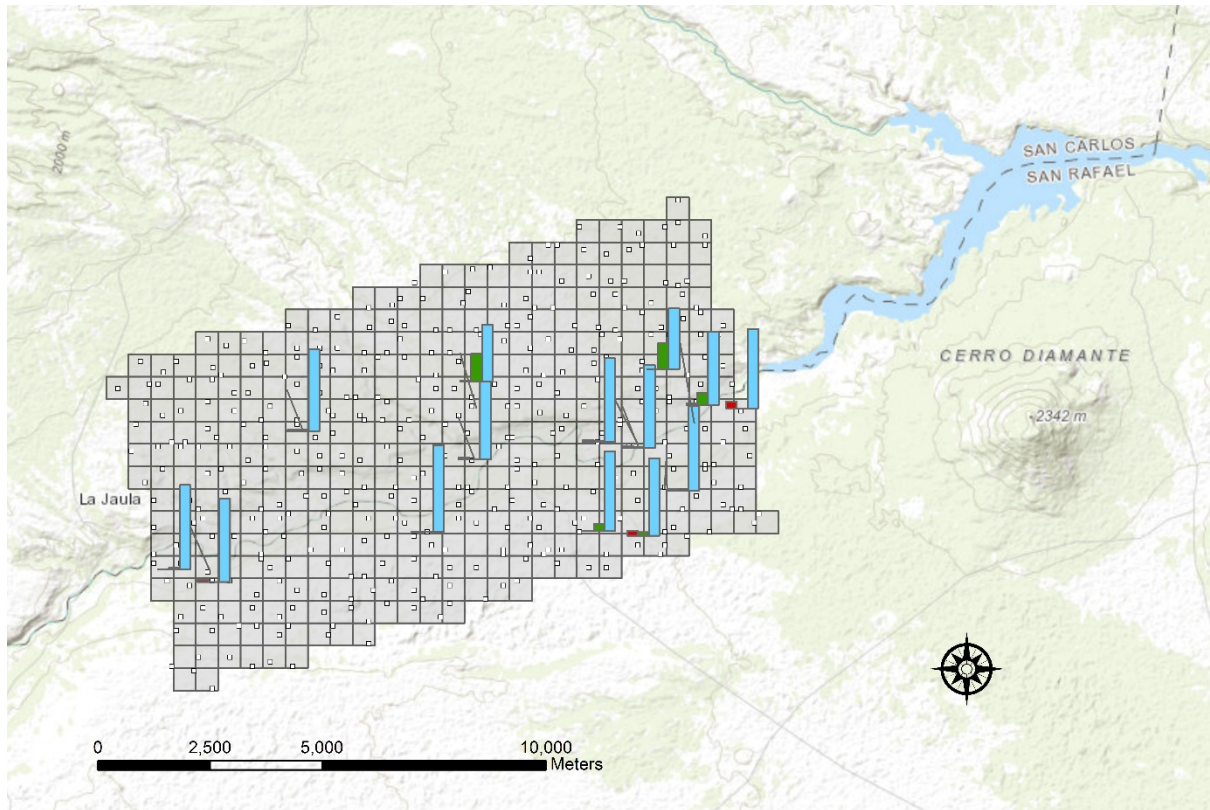 2000 m
SAN CARLOS
SAN RAFAEL
CERRO DIAMANTE
2342 m
La Jaula
0 2,500 5,000 10,000
Meters